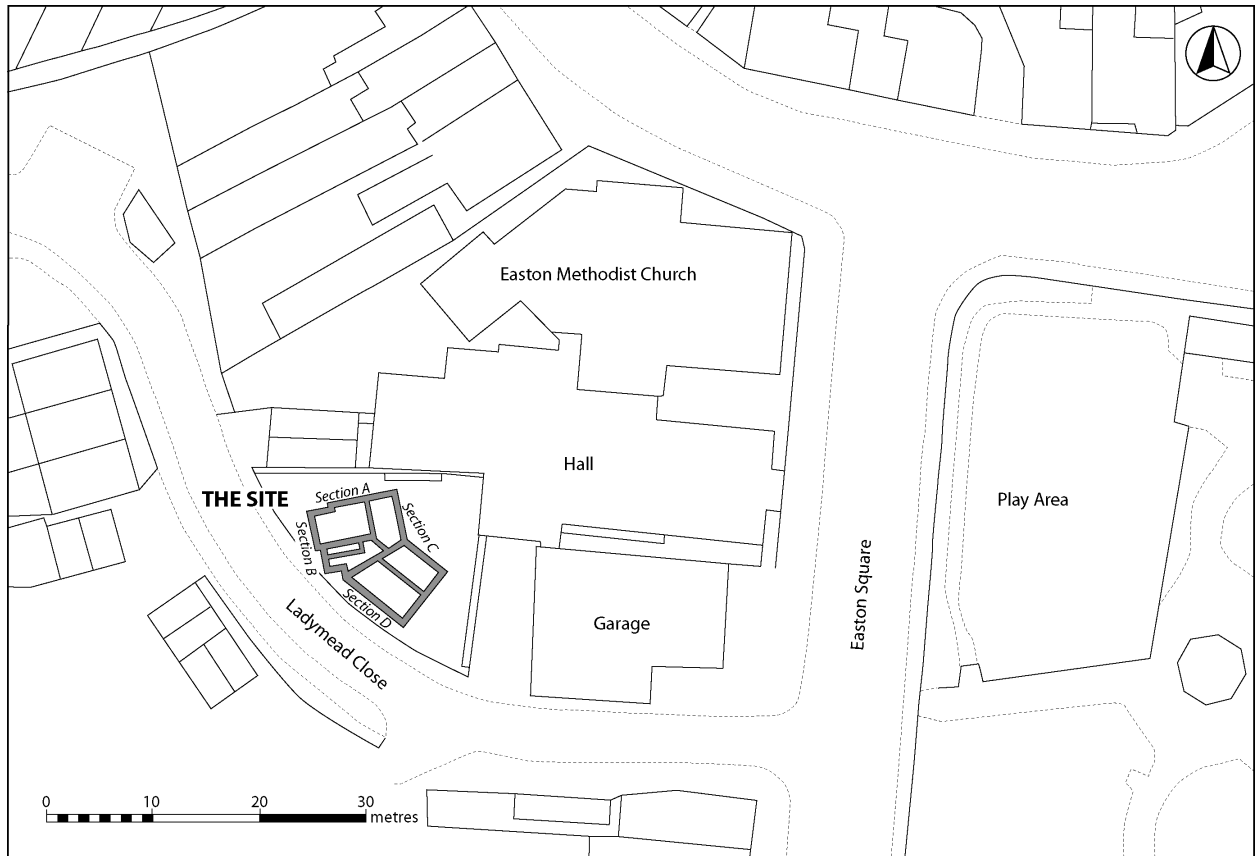 Easton Methodist Church
Hall
Play Area
THE SITE
Section A
Section B
Section C
Section D
Ladymead Close
Garage
Easton Square
0 10 20 30
metres